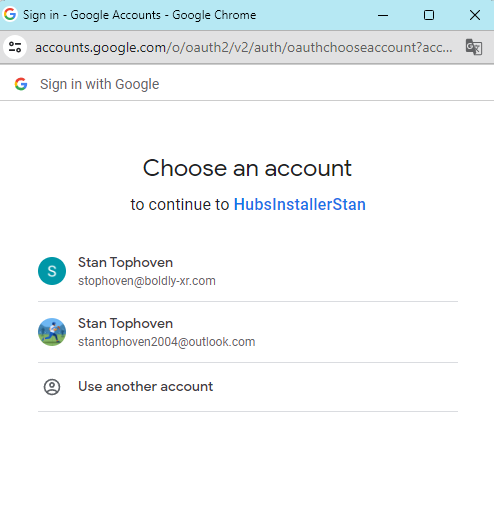 Sign in - Google Accounts - Google Chrome
accounts.google.com/o/oauth2/v2/auth/oauthchooseaccount?acc...
Sign in with Google
Choose an account
to continue to HubsInstallerStan
S
Stan Tophoven
stophoven@boldly-xr.com
Stan Tophoven
stantophoven2004@outlook.com
Use another account